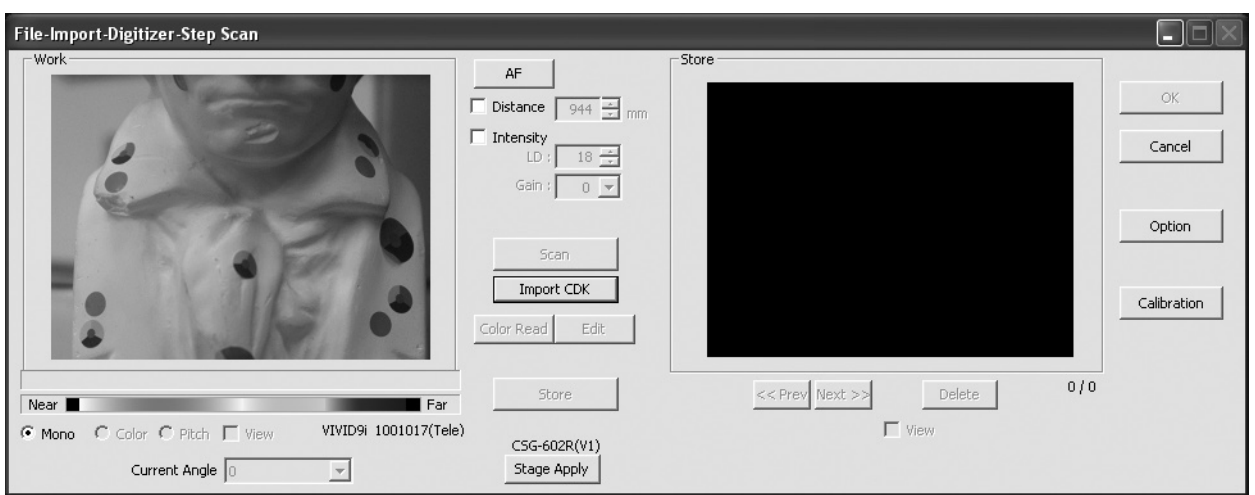 File-Import-Digitizer-Step Scan
Work
AF
Distance 944 mm
Intensity
LD : 18
Gain : 0
Scan
Import CDK
Color Read Edit
Store
Near Far
Mono Color Pitch View VIVID9i 1001017(Tele)
CSG-602R(V1)
Current Angle 0
Stage Apply
Store
<< Prev Next >> Delete 0 / 0
View
OK
Cancel
Option
Calibration